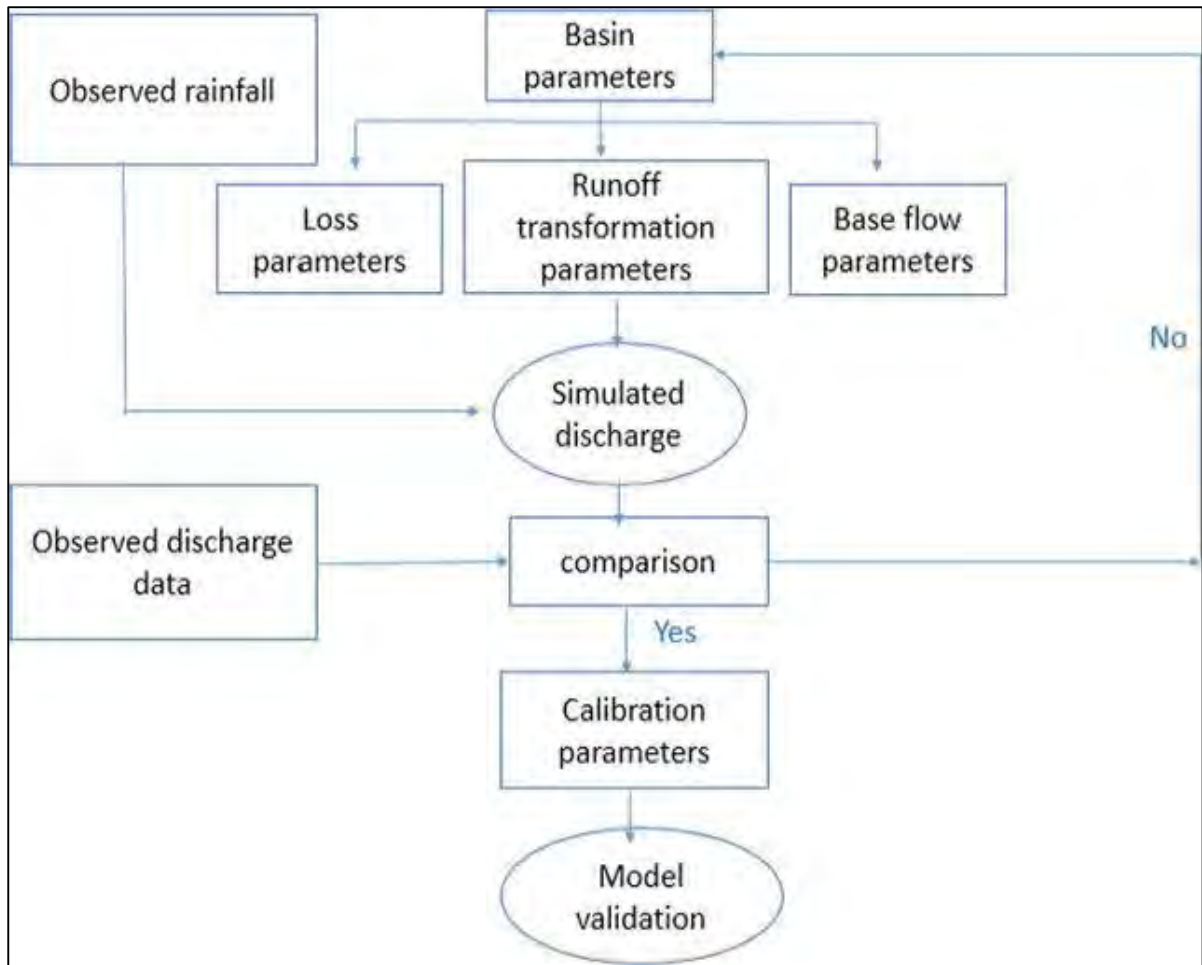 Basin
parameters
Observed rainfall
Loss
parameters
Runoff
transformation
parameters
Base flow
parameters
No
Simulated
discharge
Observed discharge
data
comparison
Yes
Calibration
parameters
Model
validation